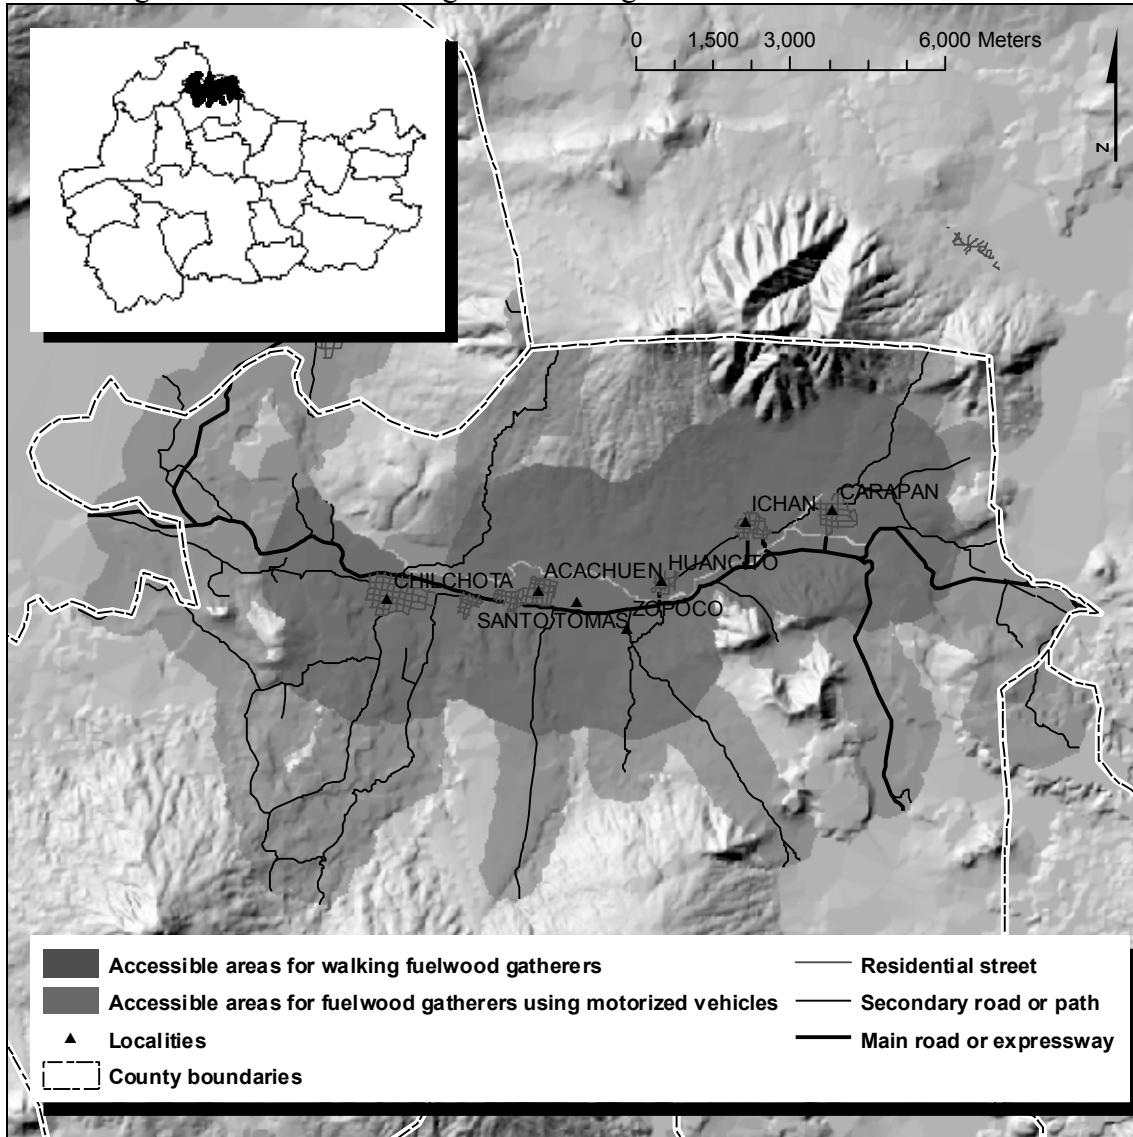 0 1,500 3,000 6,000 Meters
N
ICHAN
CARAPAN
HUANCITO
ACACHUEN
CHILCHOTA
ZOPOCO
SANTO TOMAS
Accessible areas for walking fuelwood gatherers
Accessible areas for fuelwood gatherers using motorized vehicles
Localities
County boundaries
Residential street
Secondary road or path
Main road or expressway